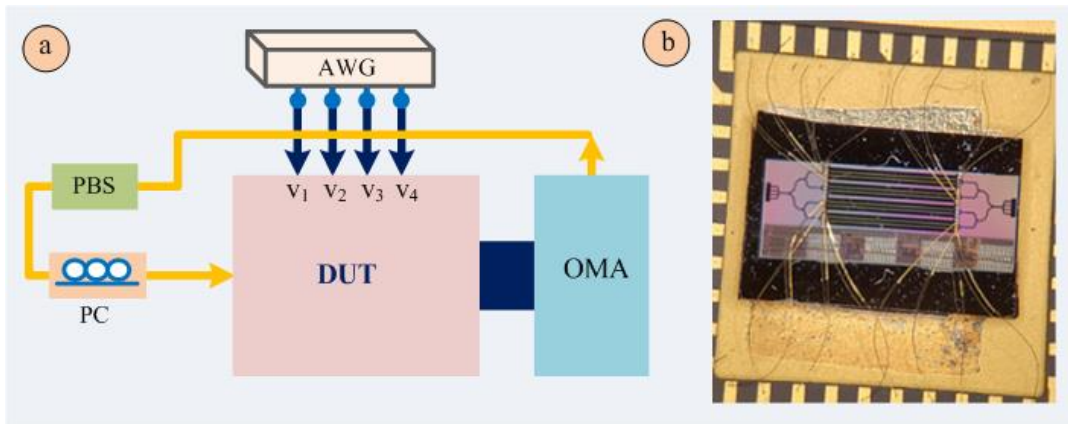 a
AWG
b
PBS
V₁ V₂ V₃ V₄
DUT
OMA
PC